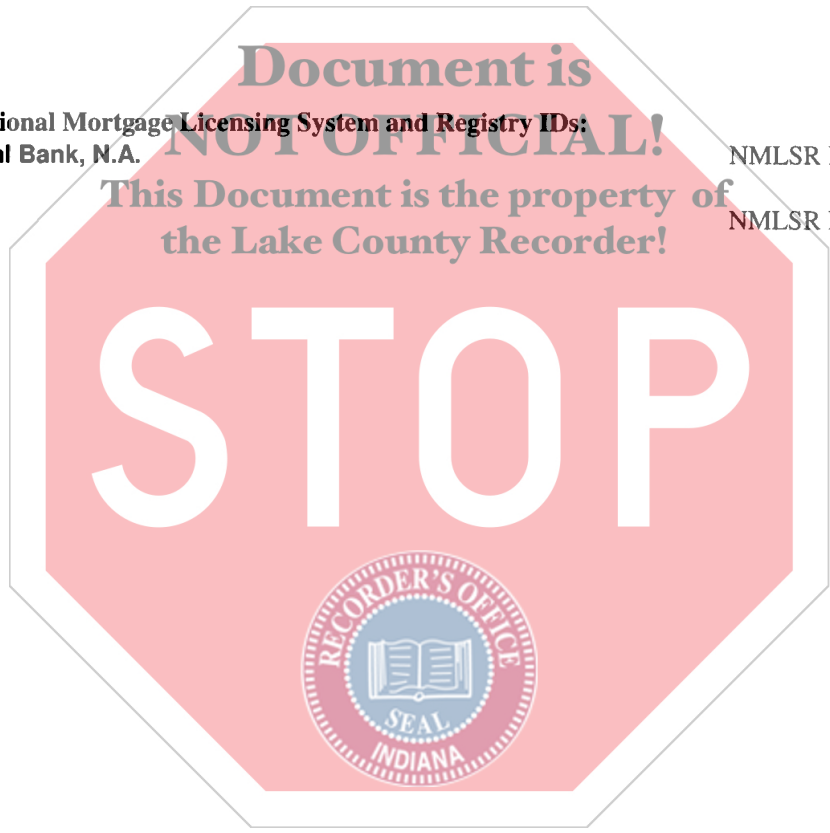 Document is
ional Mortgage Licensing System and Registry IDs:
NOT OFFICIAL!
l Bank, N.A.
NMLSR
This Document is the property of
NMLSR
the Lake County Recorder!
STOP
RECORDER'S OFFICE
SEAL
INDIANA